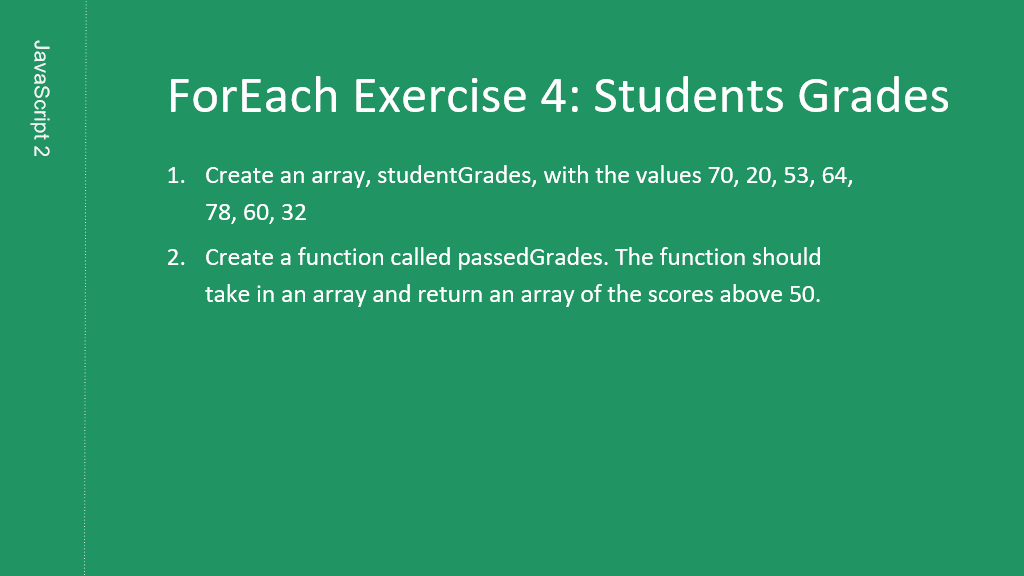 JavaScript 2
ForEach Exercise 4: Students Grades
1. Create an array, studentGrades, with the values 70, 20, 53, 64,
78, 60, 32
2. Create a function called passedGrades. The function should
take in an array and return an array of the scores above 50.